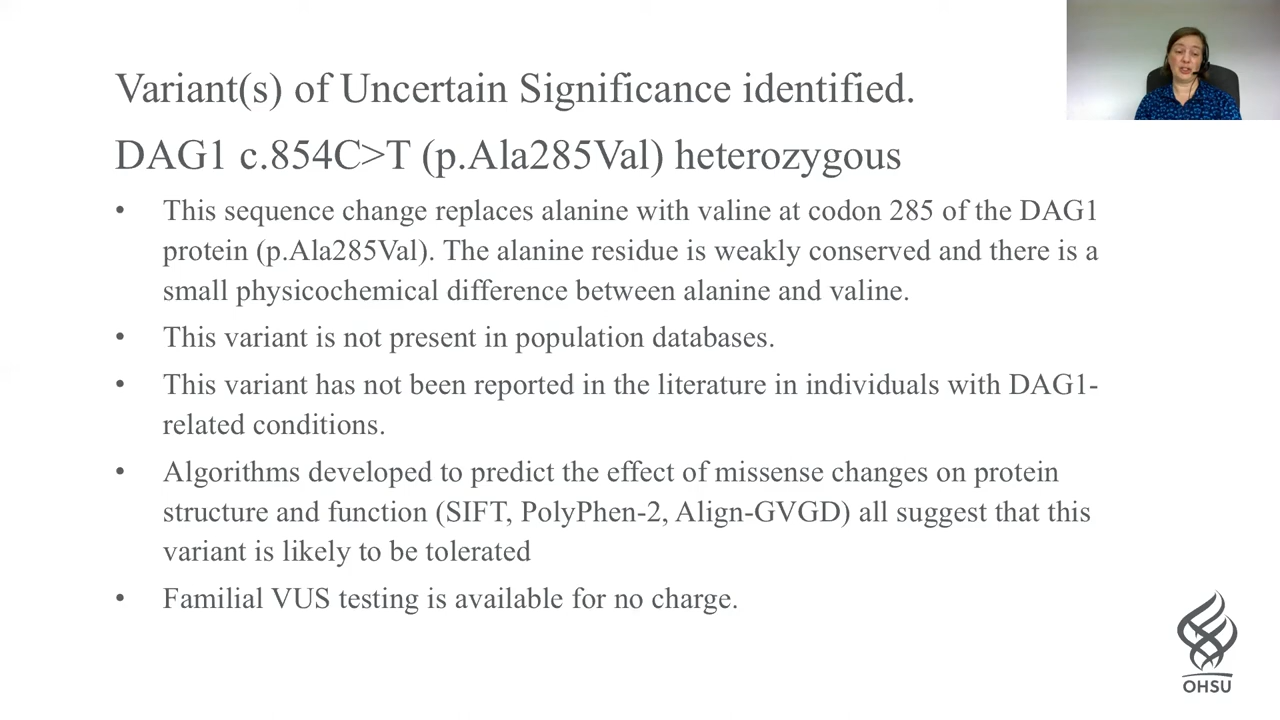 Variant(s) of Uncertain Significance identified.
DAG1 c.854C>T (p.Ala285Val) heterozygous
• This sequence change replaces alanine with valine at codon 285 of the DAG1
protein (p.Ala285Val). The alanine residue is weakly conserved and there is a
small physicochemical difference between alanine and valine.
• This variant is not present in population databases.
• This variant has not been reported in the literature in individuals with DAG1-
related conditions.
• Algorithms developed to predict the effect of missense changes on protein
structure and function (SIFT, PolyPhen-2, Align-GVGD) all suggest that this
variant is likely to be tolerated
• Familial VUS testing is available for no charge.
OHSU